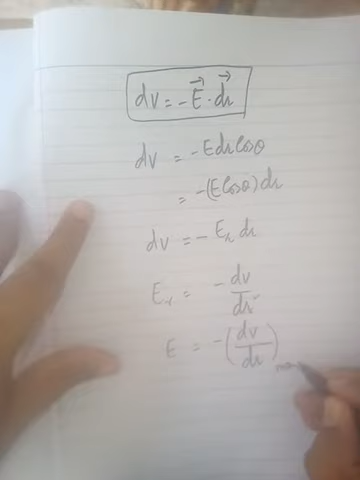 dv = -E⃗ · dr⃗
dv = -E dr Cosθ
= -(E Cosθ) dr
dv = - Er dr
Er = - dv/dr
E = -(dv/dr)